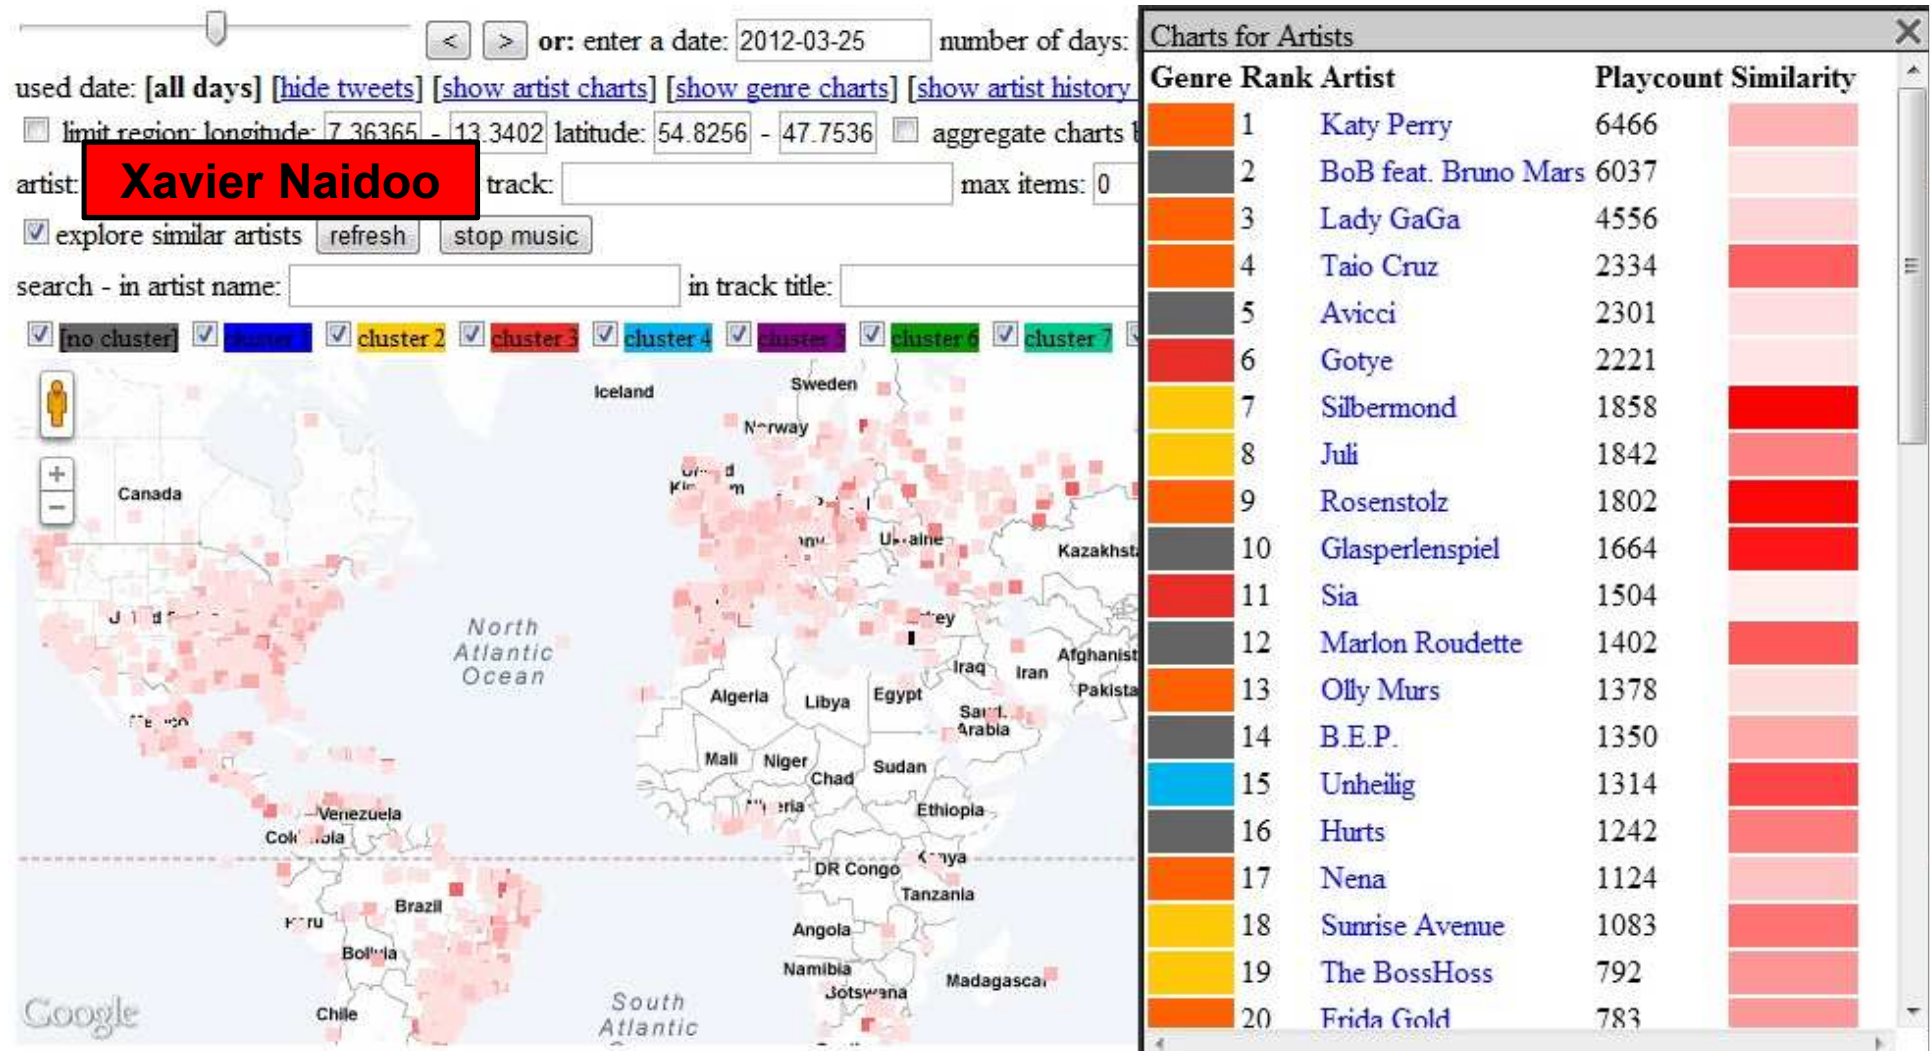 < > or: enter a date: 2012-03-25 number of days:
used date: [all days] [hide tweets] [show artist charts] [show genre charts] [show artist history
limit region: longitude: 7.36365 - 13.3402 latitude: 54.8256 - 47.7536 aggregate charts
artist: Xavier Naidoo track: max items: 0
explore similar artists refresh stop music
search - in artist name: in track title:
[no cluster] cluster 2 cluster 3 cluster 4 cluster 5 cluster 6 cluster 7
Iceland
Sweden
Canada
Kazakhst
North
Atlantic
Ocean
Iraq
Iran
Afghanist
Pakista
Algeria
Libya
Egypt
Arabia
Mali
Niger
Chad
Sudan
Venezuela
Ethiopia
DR Congo
Tanzania
Brazil
Angola
Namibia
Madagascar
Chile
South
Atlantic
Google
Charts for Artists
Genre Rank Artist Playcount Similarity
1 Katy Perry 6466
2 BoB feat. Bruno Mars 6037
3 Lady GaGa 4556
4 Taio Cruz 2334
5 Avicci 2301
6 Gotye 2221
7 Silbermond 1858
8 Juli 1842
9 Rosenstolz 1802
10 Glasperlenspiel 1664
11 Sia 1504
12 Marlon Roudette 1402
13 Olly Murs 1378
14 B.E.P. 1350
15 Unheilig 1314
16 Hurts 1242
17 Nena 1124
18 Sunrise Avenue 1083
19 The BossHoss 792
20 Frida Gold 783